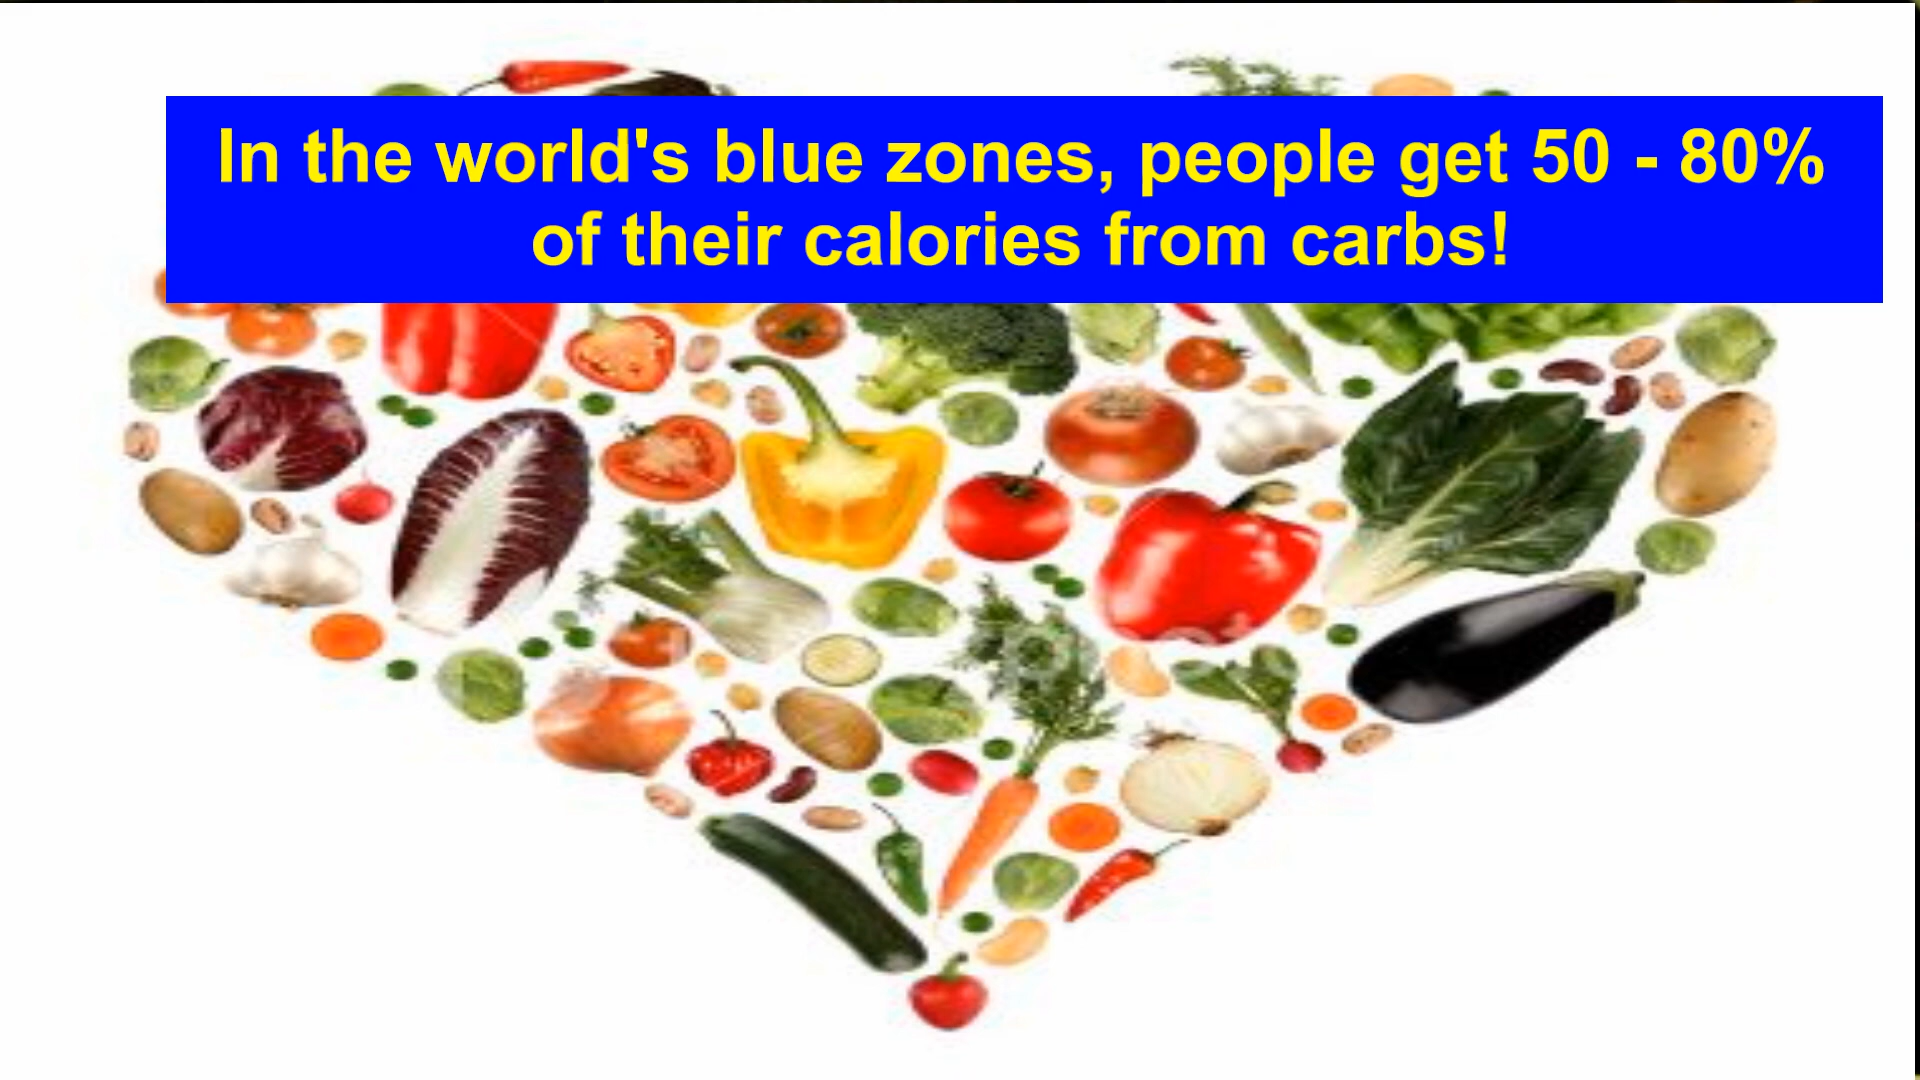 In the world's blue zones, people get 50 - 80%
of their calories from carbs!